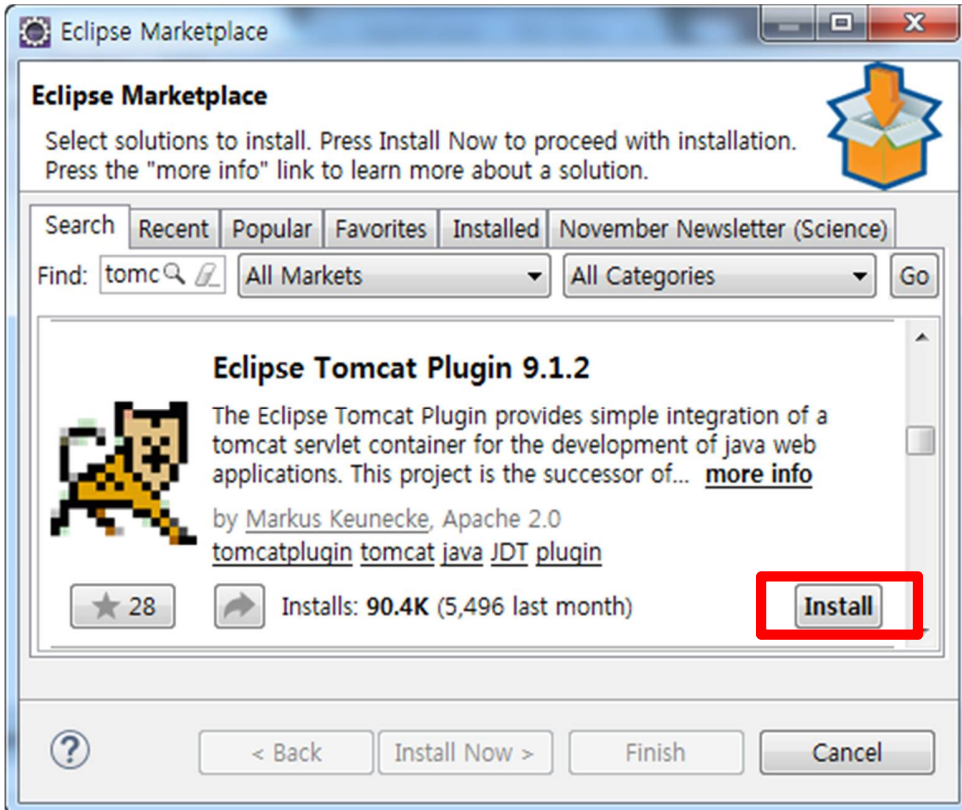 Eclipse Marketplace
Eclipse Marketplace
Select solutions to install. Press Install Now to proceed with installation.
Press the "more info" link to learn more about a solution.
Search Recent Popular Favorites Installed November Newsletter (Science)
Find: tomc All Markets All Categories Go
Eclipse Tomcat Plugin 9.1.2
The Eclipse Tomcat Plugin provides simple integration of a
tomcat servlet container for the development of java web
applications. This project is the successor of... more info
by Markus Keunecke, Apache 2.0
tomcatplugin tomcat java JDT plugin
28 Installs: 90.4K (5,496 last month) Install
? < Back Install Now > Finish Cancel